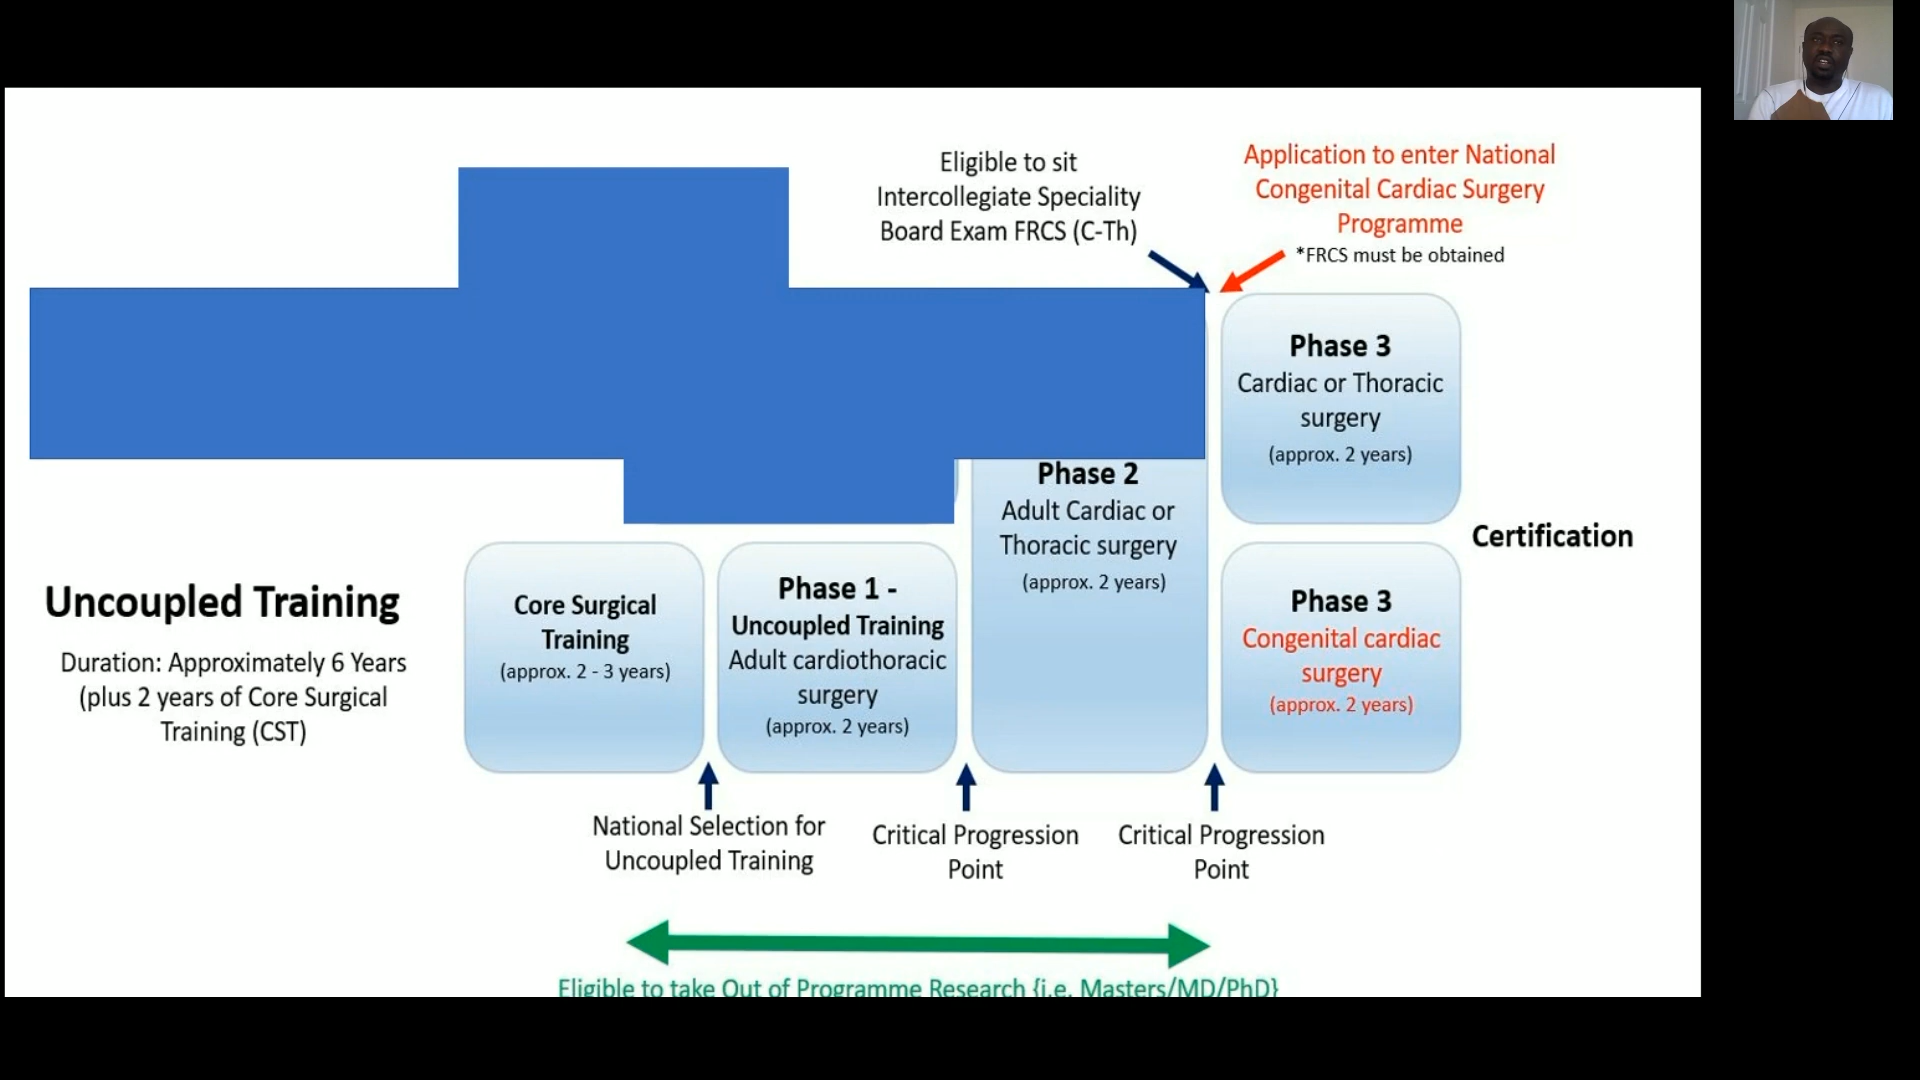 Eligible to sit
Intercollegiate Speciality
Board Exam FRCS (C-Th)
Application to enter National
Congenital Cardiac Surgery
Programme
*FRCS must be obtained
Phase 3
Cardiac or Thoracic
surgery
(approx. 2 years)
Phase 2
Adult Cardiac or
Thoracic surgery
(approx. 2 years)
Certification
Uncoupled Training
Duration: Approximately 6 Years
(plus 2 years of Core Surgical
Training (CST)
Core Surgical
Training
(approx. 2 - 3 years)
Phase 1 -
Uncoupled Training
Adult cardiothoracic
surgery
(approx. 2 years)
Phase 3
Congenital cardiac
surgery
(approx. 2 years)
National Selection for
Uncoupled Training
Critical Progression
Point
Critical Progression
Point
Eligible to take Out of Programme Research {i.e. Masters/MD/PhD}